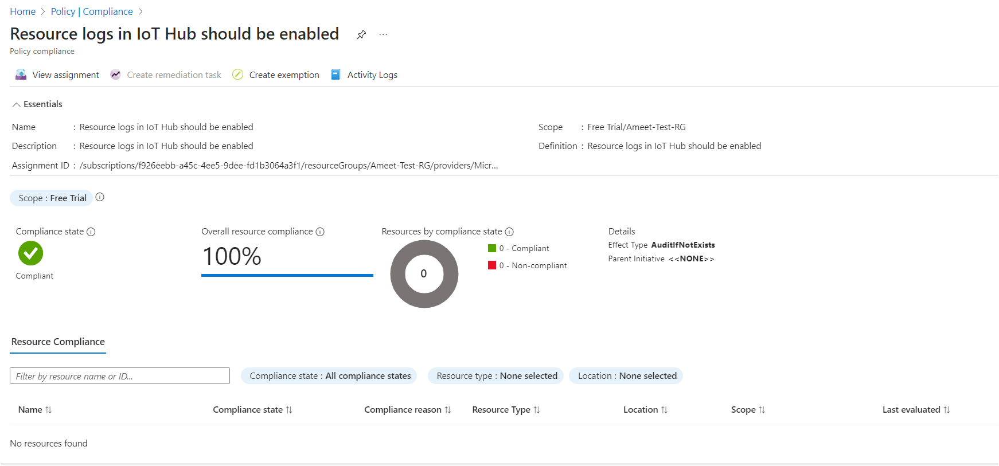 Home > Policy | Compliance >
Resource logs in IoT Hub should be enabled ...
Policy compliance
View assignment Create remediation task Create exemption Activity Logs
Essentials
Name : Resource logs in IoT Hub should be enabled Scope : Free Trial/Ameet-Test-RG
Description : Resource logs in IoT Hub should be enabled Definition : Resource logs in IoT Hub should be enabled
Assignment ID : /subscriptions/f926eebb-a45c-4ee5-9dee-fd1b3064a3f1/resourceGroups/Ameet-Test-RG/providers/Micr...
Scope : Free Trial
Compliance state Overall resource compliance Resources by compliance state Details
100%
0
0 - Compliant
0 - Non-compliant
Effect Type AuditIfNotExists
Parent Initiative <<NONE>>
Compliant
Resource Compliance
Filter by resource name or ID... Compliance state : All compliance states Resource type : None selected Location : None selected
Name Compliance state Compliance reason Resource Type Location Scope Last evaluated
No resources found